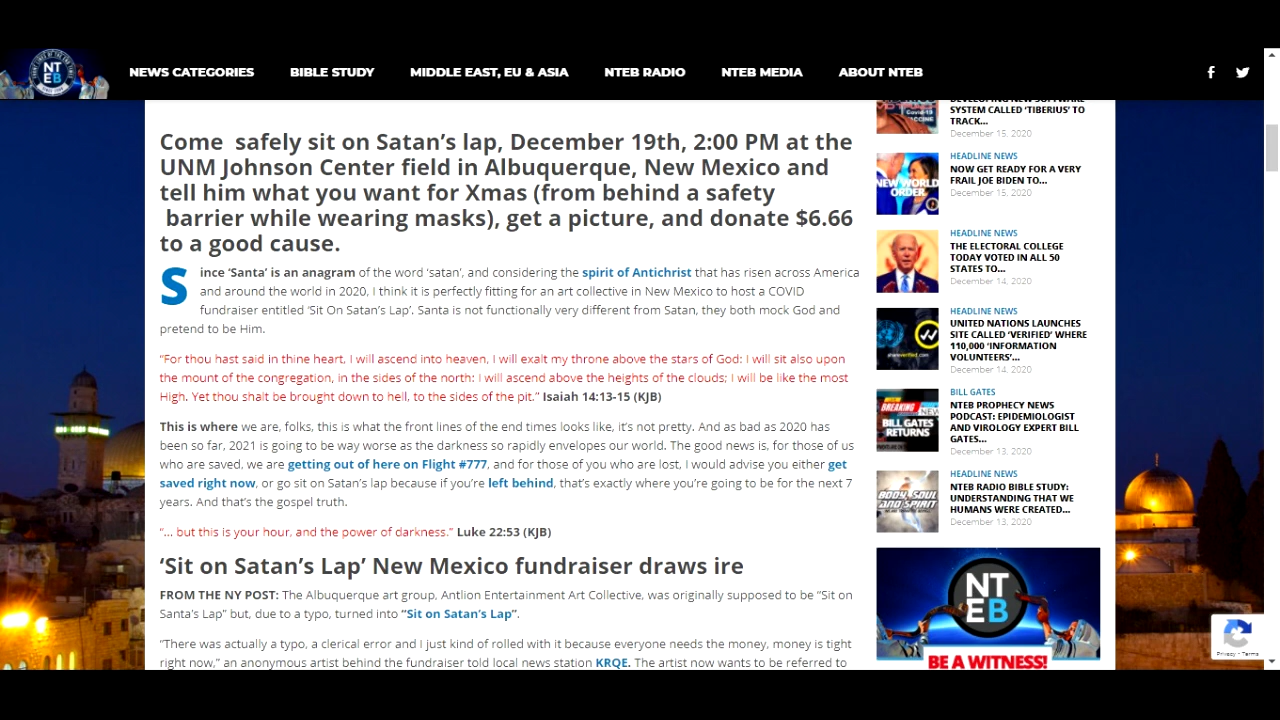 NT
EB
NEWS CATEGORIES
BIBLE STUDY
MIDDLE EAST, EU & ASIA
NTEB RADIO
NTEB MEDIA
ABOUT NTEB
Come safely sit on Satan’s lap, December 19th, 2:00 PM at the
UNM Johnson Center field in Albuquerque, New Mexico and
tell him what you want for Xmas (from behind a safety
barrier while wearing masks), get a picture, and donate $6.66
to a good cause.
Since ‘Santa’ is an anagram of the word ‘satan’, and considering the spirit of Antichrist that has risen across America
and around the world in 2020, I think it is perfectly fitting for an art collective in New Mexico to host a COVID
fundraiser entitled ‘Sit On Satan’s Lap’. Santa is not functionally very different from Satan, they both mock God and
pretend to be Him.
“For thou hast said in thine heart, I will ascend into heaven, I will exalt my throne above the stars of God: I will sit also upon
the mount of the congregation, in the sides of the north: I will ascend above the heights of the clouds; I will be like the most
High. Yet thou shalt be brought down to hell, to the sides of the pit.” Isaiah 14:13-15 (KJB)
This is where we are, folks, this is what the front lines of the end times looks like, it’s not pretty. And as bad as 2020 has
been so far, 2021 is going to be way worse as the darkness so rapidly envelopes our world. The good news is, for those of us
who are saved, we are getting out of here on Flight #777, and for those of you who are lost, I would advise you either get
saved right now, or go sit on Satan’s lap because if you’re left behind, that’s exactly where you’re going to be for the next 7
years. And that’s the gospel truth.
“… but this is your hour, and the power of darkness.” Luke 22:53 (KJB)
‘Sit on Satan’s Lap’ New Mexico fundraiser draws ire
FROM THE NY POST: The Albuquerque art group, Antlion Entertainment Art Collective, was originally supposed to be “Sit on
Santa’s Lap” but, due to a typo, turned into “Sit on Satan’s Lap”.
“There was actually a typo, a clerical error and I just kind of rolled with it because everyone needs the money, money is tight
right now,” an anonymous artist behind the fundraiser told local news station KRQE. The artist now wants to be referred to
SYSTEM CALLED ‘TIBERIUS’ TO
TRACK...
December 15, 2020
HEADLINE NEWS
NOW GET READY FOR A VERY
FRAIL JOE BIDEN TO...
December 15, 2020
NEW WORLD
ORDER
HEADLINE NEWS
THE ELECTORAL COLLEGE
TODAY VOTED IN ALL 50
STATES TO...
December 14, 2020
HEADLINE NEWS
UNITED NATIONS LAUNCHES
SITE CALLED ‘VERIFIED’ WHERE
110,000 ‘INFORMATION
VOLUNTEERS’...
December 14, 2020
shareverified.com
BILL GATES
NTEB PROPHECY NEWS
PODCAST: EPIDEMIOLOGIST
AND VIROLOGY EXPERT BILL
GATES...
December 13, 2020
BREAKING
NEW
BILL GATES
RETURNS
HEADLINE NEWS
NTEB RADIO BIBLE STUDY:
UNDERSTANDING THAT WE
HUMANS WERE CREATED...
December 13, 2020
BODY, SOUL
AND SPIRIT
NT
EB
BE A WITNESS!
Privacy - Terms